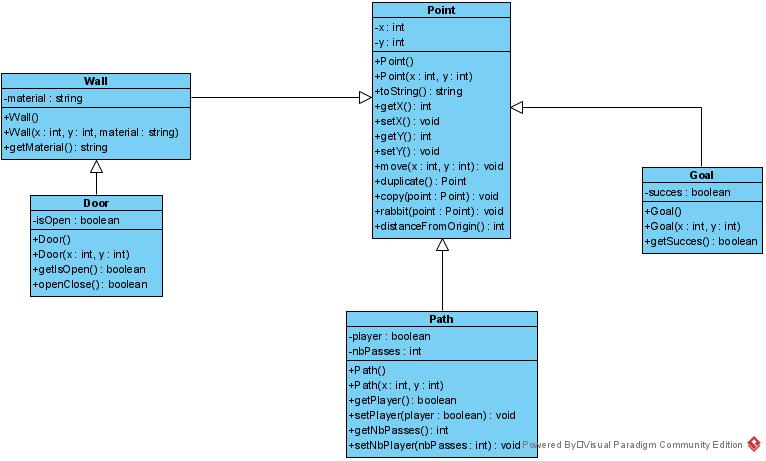 Point
-x : int
-y : int
+Point()
+Point(x : int, y : int)
+toString() : string
+getX() : int
+setX() : void
+getY() : int
+setY() : void
+move(x : int, y : int) : void
+duplicate() : Point
+copy(point : Point) : void
+rabbit(point : Point) : void
+distanceFromOrigin() : int
Wall
-material : string
+Wall()
+Wall(x : int, y : int, material : string)
+getMaterial() : string
Door
-isOpen : boolean
+Door()
+Door(x : int, y : int)
+getIsOpen() : boolean
+openClose() : boolean
Goal
-succes : boolean
+Goal()
+Goal(x : int, y : int)
+getSucces() : boolean
Path
-player : boolean
-nbPasses : int
+Path()
+Path(x : int, y : int)
+getPlayer() : boolean
+setPlayer(player : boolean) : void
+getNbPasses() : int
+setNbPlayer(nbPasses : int) : void
Powered By□Visual Paradigm Community Edition